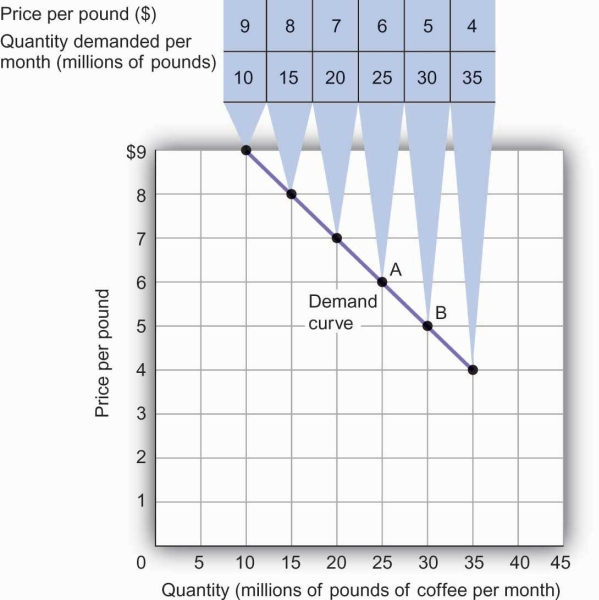 Price per pound ($)
9 8 7 6 5 4
Quantity demanded per
month (millions of pounds)
10 15 20 25 30 35
$9
8
7
6
A
Demand
curve
B
5
4
3
2
1
Price per pound
0 5 10 15 20 25 30 35 40 45
Quantity (millions of pounds of coffee per month)